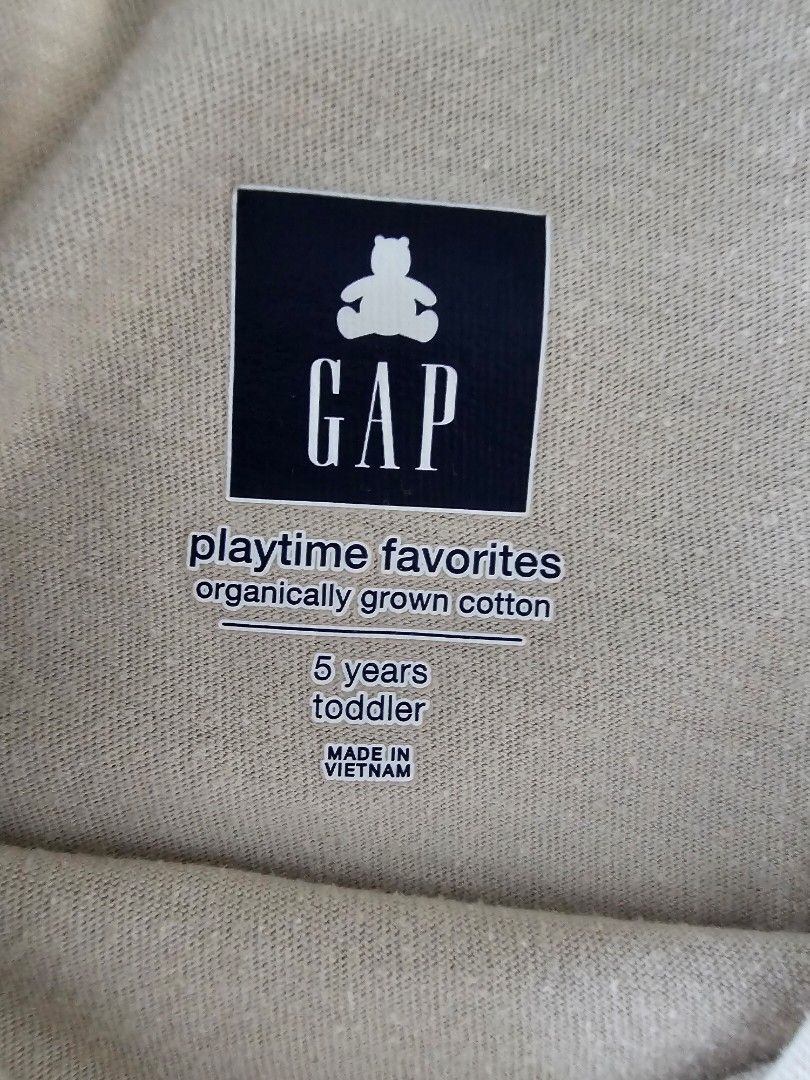 GAP
playtime favorites
organically grown cotton
5 years
toddler
MADE IN
VIETNAM